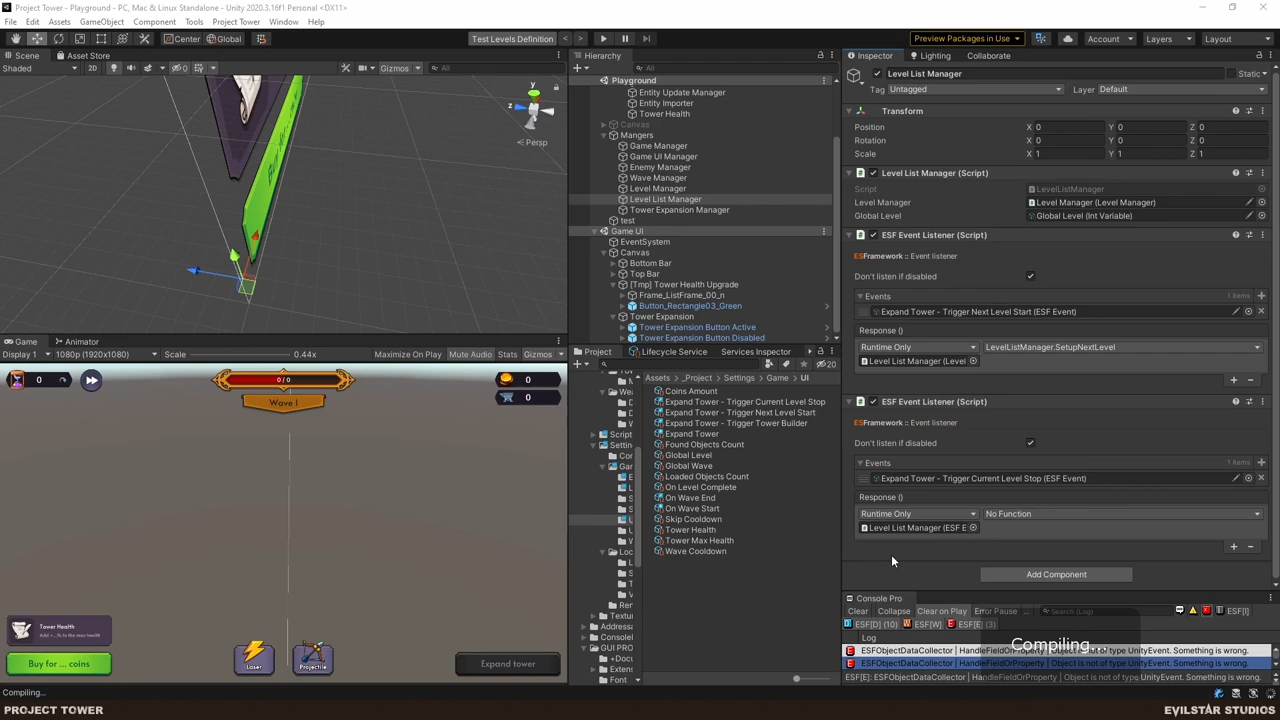 Project Tower - Playground - PC, Mac & Linux Standalone - Unity 2020.3.16f1 Personal <DX11>
File Edit Assets GameObject Component Tools Project Tower Window Help
Center Global Test Levels Definition Preview Packages in Use Account Layers Layout
Scene Asset Store
Shaded 2D 0 Gizmos All
y z Persp
Game Animator
Display 1 1080p (1920x1080) Scale 0.44x Maximize On Play Mute Audio Stats Gizmos
0 0 / 0 0
Wave I 0
Tower Health
Buy for ... coins
Laser Projectile
Expand tower
Hierarchy
All
Playground
Entity Update Manager
Entity Importer
Tower Health
Canvas
Mangers
Game Manager
Game UI Manager
Enemy Manager
Wave Manager
Level Manager
Level List Manager
Tower Expansion Manager
test
Game UI
EventSystem
Canvas
Bottom Bar
Top Bar
[Tmp] Tower Health Upgrade
Frame_ListFrame_00_n
Button_Rectangle03_Green
Tower Expansion
Tower Expansion Button Active
Tower Expansion Button Disabled
Project Lifecycle Service Services Inspector
20
Assets > _Project > Settings > Game > UI
Coins Amount
Expand Tower - Trigger Current Level Stop
Expand Tower - Trigger Next Level Start
Expand Tower - Trigger Tower Builder
Expand Tower
Found Objects Count
Global Level
Global Wave
Loaded Objects Count
On Level Complete
On Wave End
On Wave Start
Skip Cooldown
Tower Health
Tower Max Health
Wave Cooldown
Inspector Lighting Collaborate
Level List Manager Static
Tag Untagged Layer Default
Transform
Position X 0 Y 0 Z 0
Rotation X 0 Y 0 Z 0
Scale X 1 Y 1 Z 1
Level List Manager (Script)
Script LevelListManager
Level Manager Level Manager (Level Manager)
Global Level Global Level (Int Variable)
ESF Event Listener (Script)
ESFramework :: Event listener
Don't listen if disabled
Events 1 Items
Expand Tower - Trigger Next Level Start (ESF Event)
Response ()
Runtime Only LevelListManager.SetupNextLevel
Level List Manager (Level
ESF Event Listener (Script)
ESFramework :: Event listener
Don't listen if disabled
Events 1 Items
Expand Tower - Trigger Current Level Stop (ESF Event)
Response ()
Runtime Only No Function
Level List Manager (ESF E
Add Component
Console Pro
Clear Collapse Clear on Play Error Pause ... Search (Log) ESF[I]
ESF[D] (10) ESF[W] ESF[E] (3)
Log
Compiling...
ESFObjectDataCollector | HandleFieldOrProperty | Object is not of type UnityEvent. Something is wrong.
ESFObjectDataCollector | HandleFieldOrProperty | Object is not of type UnityEvent. Something is wrong.
ESF[E]: ESFObjectDataCollector | HandleFieldOrProperty | Object is not of type UnityEvent. Something is wrong.
Compiling...
PROJECT TOWER EVILSTAR STUDIOS